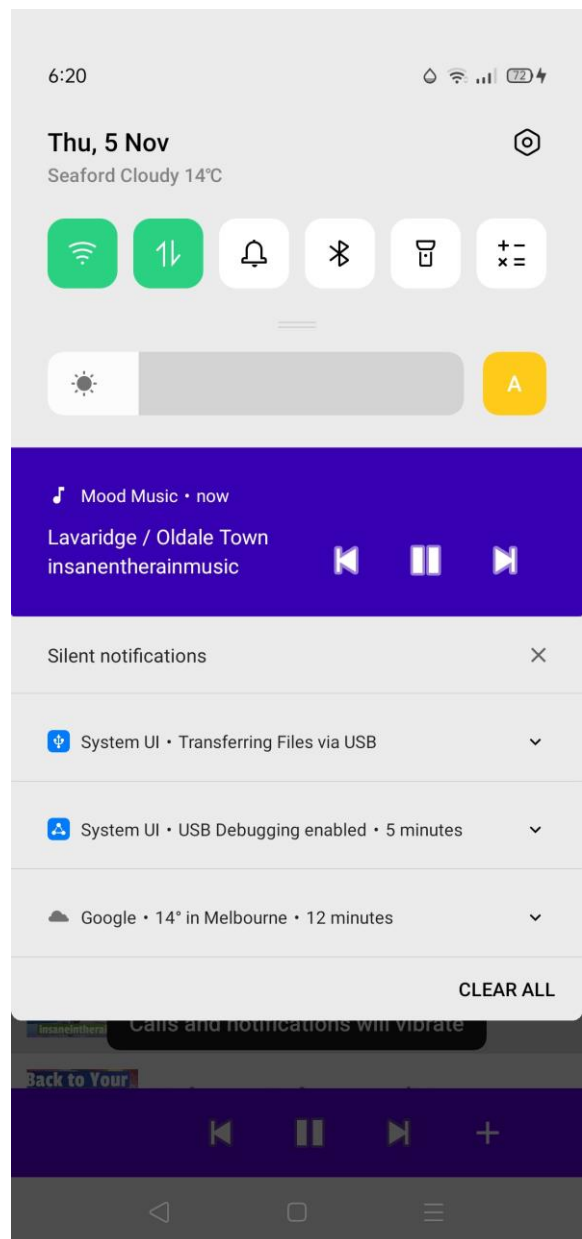 6:20
72
Thu, 5 Nov
Seaford Cloudy 14°C
A
Mood Music • now
Lavaridge / Oldale Town
insanentherainmusic
Silent notifications
System UI • Transferring Files via USB
System UI • USB Debugging enabled • 5 minutes
Google • 14° in Melbourne • 12 minutes
CLEAR ALL
Calls and notifications will vibrate
Back to Your